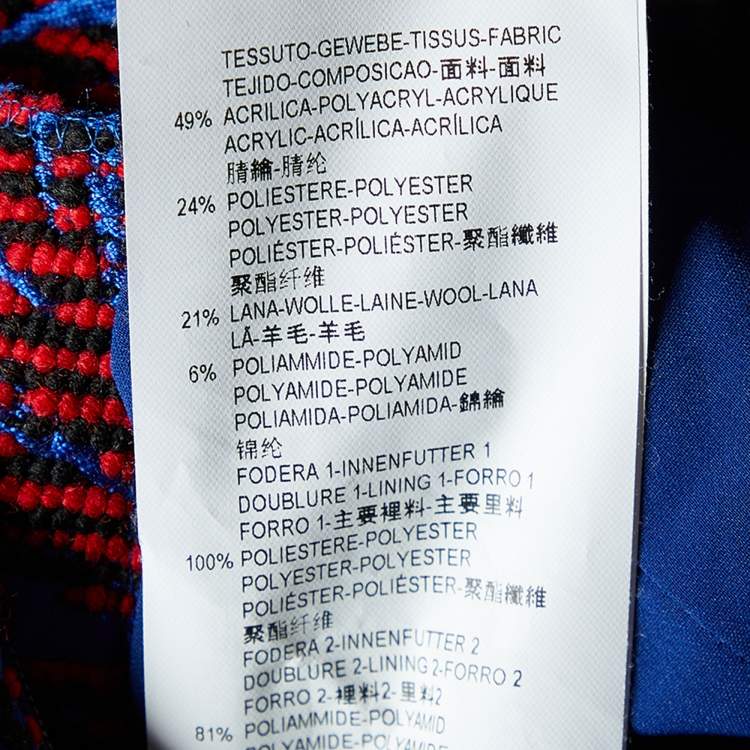 TESSUTO-GEWEBE-TISSUS-FABRIC
TEJIDO-COMPOSICAO-面料-面料
49% ACRILICA-POLYACRYL-ACRYLIQUE
ACRYLIC-ACRÍLICA-ACRÍLICA
腈綸-腈纶
24% POLIESTERE-POLYESTER
POLYESTER-POLYESTER
POLIÉSTER-POLIÉSTER-聚酯纖維
聚酯纤维
21% LANA-WOLLE-LAINE-WOOL-LANA
LÃ-羊毛-羊毛
6% POLIAMMIDE-POLYAMID
POLYAMIDE-POLYAMIDE
POLIAMIDA-POLIAMIDA-錦綸
锦纶
FODERA 1-INNENFUTTER 1
DOUBLURE 1-LINING 1-FORRO 1
FORRO 1-主要裡料-主要里料
100% POLIESTERE-POLYESTER
POLYESTER-POLYESTER
POLIÉSTER-POLIÉSTER-聚酯纖維
聚酯纤维
FODERA 2-INNENFUTTER 2
DOUBLURE 2-LINING 2-FORRO 2
FORRO 2-裡料2-里料2
81% POLIAMMIDE-POLYAMID